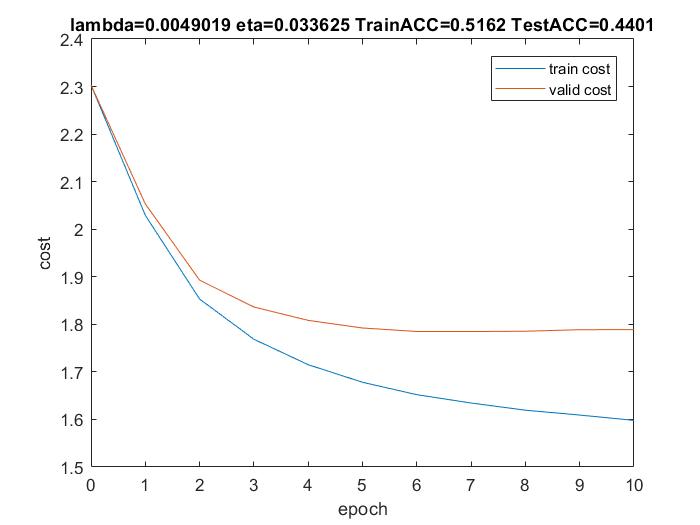 lambda=0.0049019 eta=0.033625 TrainACC=0.5162 TestACC=0.4401
2.4
train cost
valid cost
2.3
2.2
2.1
2
1.9
1.8
1.7
1.6
1.5
cost
0 1 2 3 4 5 6 7 8 9 10
epoch